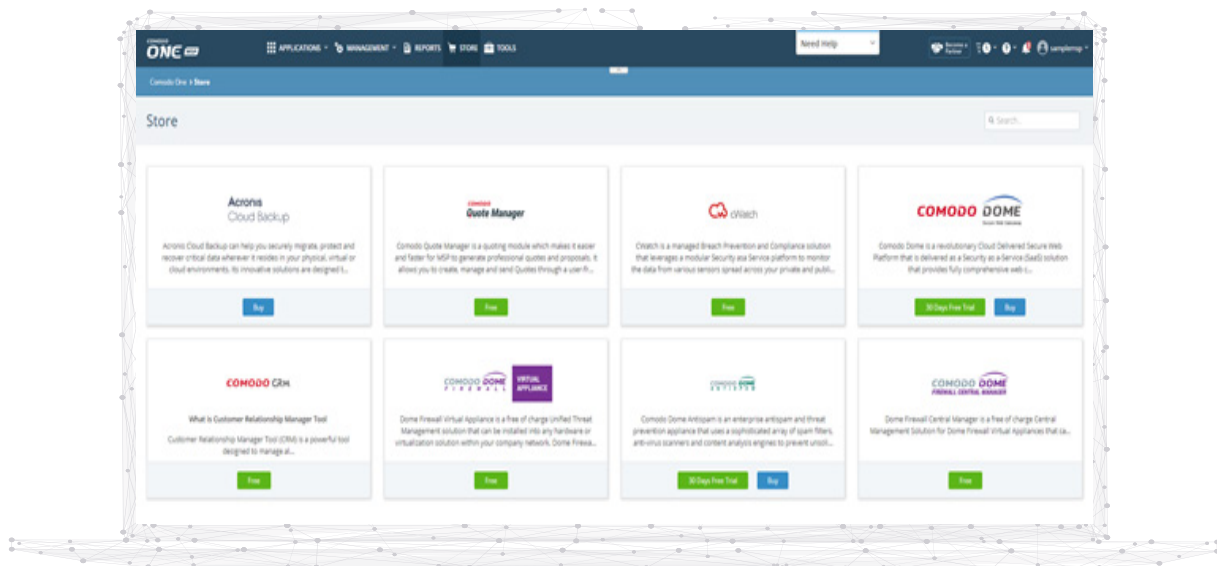 COMODO
ONE MSP
APPLICATIONS
MANAGEMENT
REPORTS
STORE
TOOLS
Need Help
Become a
Partner
samplemsp
Comodo One > Store
Store
Search..
Acronis
Cloud Backup
Acronis Cloud Backup can help you securely migrate, protect and
recover critical data wherever it resides in your physical, virtual or
cloud environments. Its innovative solutions are designed t...
Buy
COMODO
Quote Manager
Comodo Quote Manager is a quoting module which makes it easier
and faster for MSP to generate professional quotes and proposals. It
allows you to create, manage and send Quotes through a user-fr...
Free
cWatch
CWatch is a managed Breach Prevention and Compliance solution
that leverages a modular Security asa Service platform to monitor
the data from various sensors spread across your private and publi...
Free
COMODO DOME
Secure Web Gateway
Comodo Dome is a revolutionary Cloud Delivered Secure Web
Platform that is delivered as a Security as-a-Service (SaaS) solution
that provides fully comprehensive web c...
30 Days Free Trial
Buy
COMODO CRM
What is Customer Relationship Manager Tool
Customer Relationship Manager Tool (CRM) is a powerful tool
designed to manage al...
Free
COMODO DOME
FIREWALL
VIRTUAL
APPLIANCE
Dome Firewall Virtual Appliance is a free of charge Unified Threat
Management solution that can be installed into any hardware or
virtualization solution within your company network. Dome Firewa...
Free
COMODO DOME
ANTISPAM
Comodo Dome Antispam is an enterprise antispam and threat
prevention appliance that uses a sophisticated array of spam filters,
anti-virus scanners and content analysis engines to prevent unsoli...
30 Days Free Trial
Buy
COMODO DOME
FIREWALL CENTRAL MANAGER
Dome Firewall Central Manager is a free of charge Central
Management Solution for Dome Firewall Virtual Appliances that ca...
Free